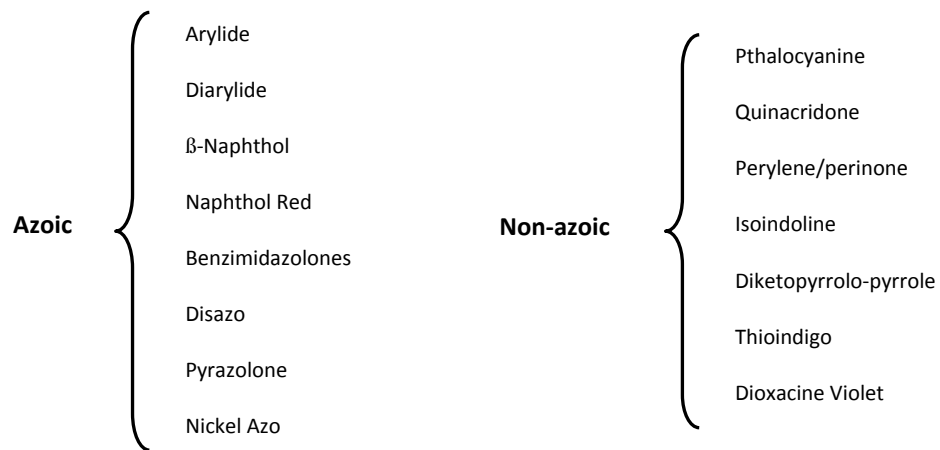 Azoic
Arylide
Diarylide
ß-Naphthol
Naphthol Red
Benzimidazolones
Disazo
Pyrazolone
Nickel Azo
Non-azoic
Pthalocyanine
Quinacridone
Perylene/perinone
Isoindoline
Diketopyrrolo-pyrrole
Thioindigo
Dioxacine Violet